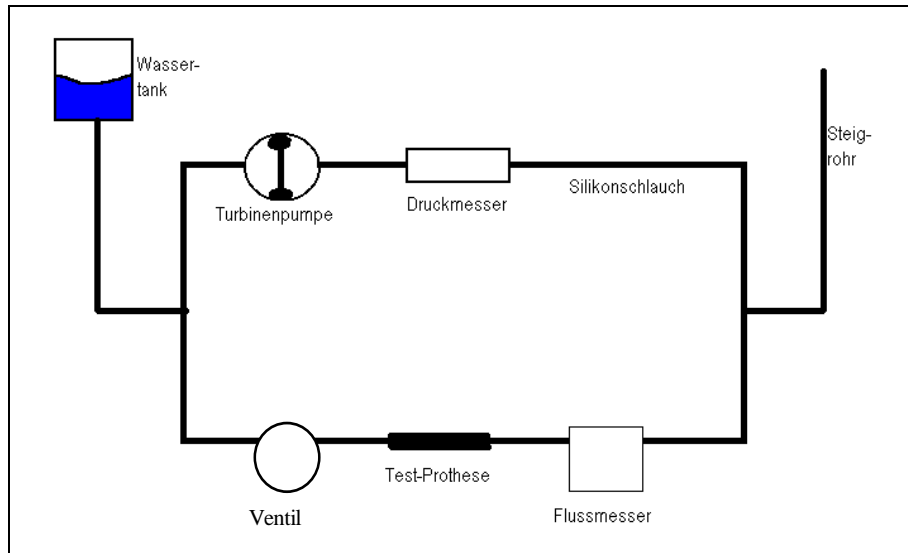 Wasser-
tank
Steig-
rohr
Turbinenpumpe
Druckmesser
Silikonschlauch
Test-Prothese
Ventil
Flussmesser